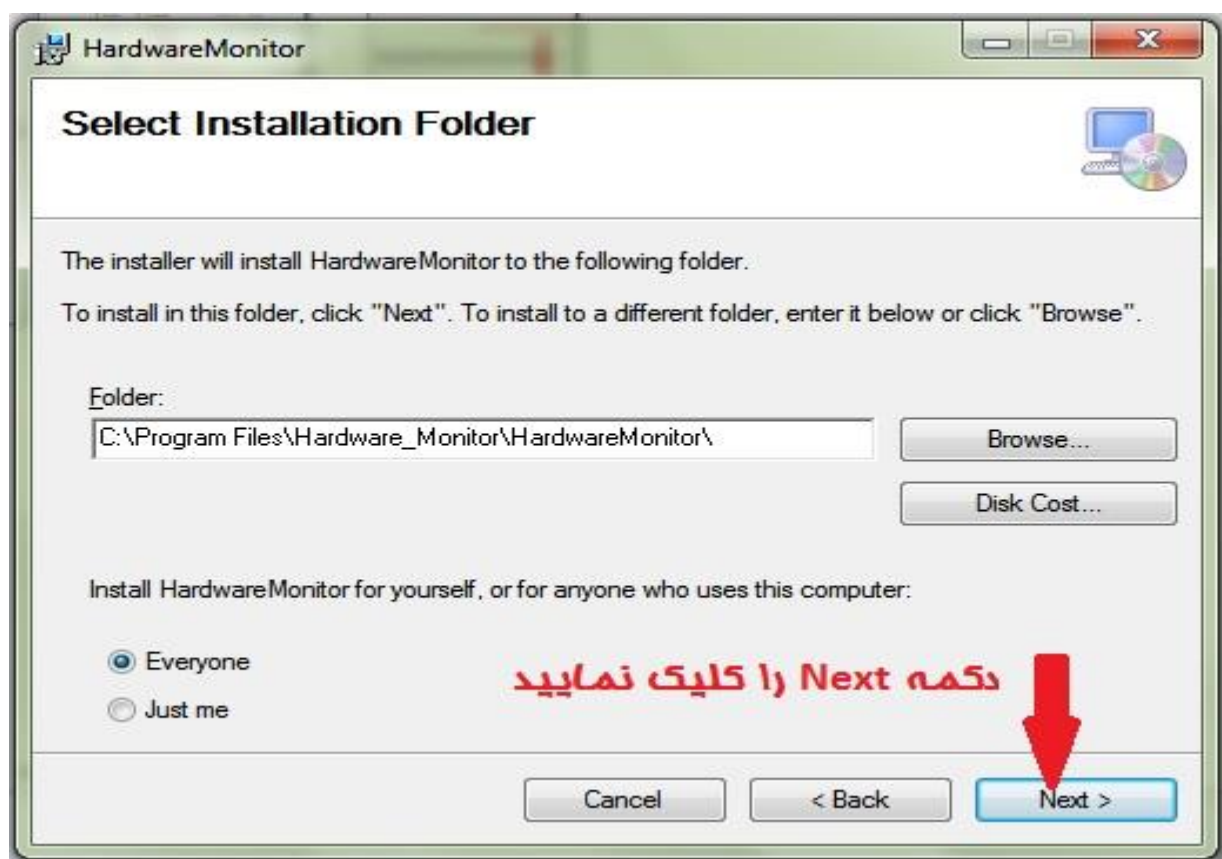 HardwareMonitor
Select Installation Folder
The installer will install HardwareMonitor to the following folder.
To install in this folder, click "Next". To install to a different folder, enter it below or click "Browse".
Folder:
C:\Program Files\Hardware_Monitor\HardwareMonitor\
Browse...
Disk Cost...
Install HardwareMonitor for yourself, or for anyone who uses this computer:
Everyone
Just me
دکمه Next را کلیک نمایید
Cancel
< Back
Next >